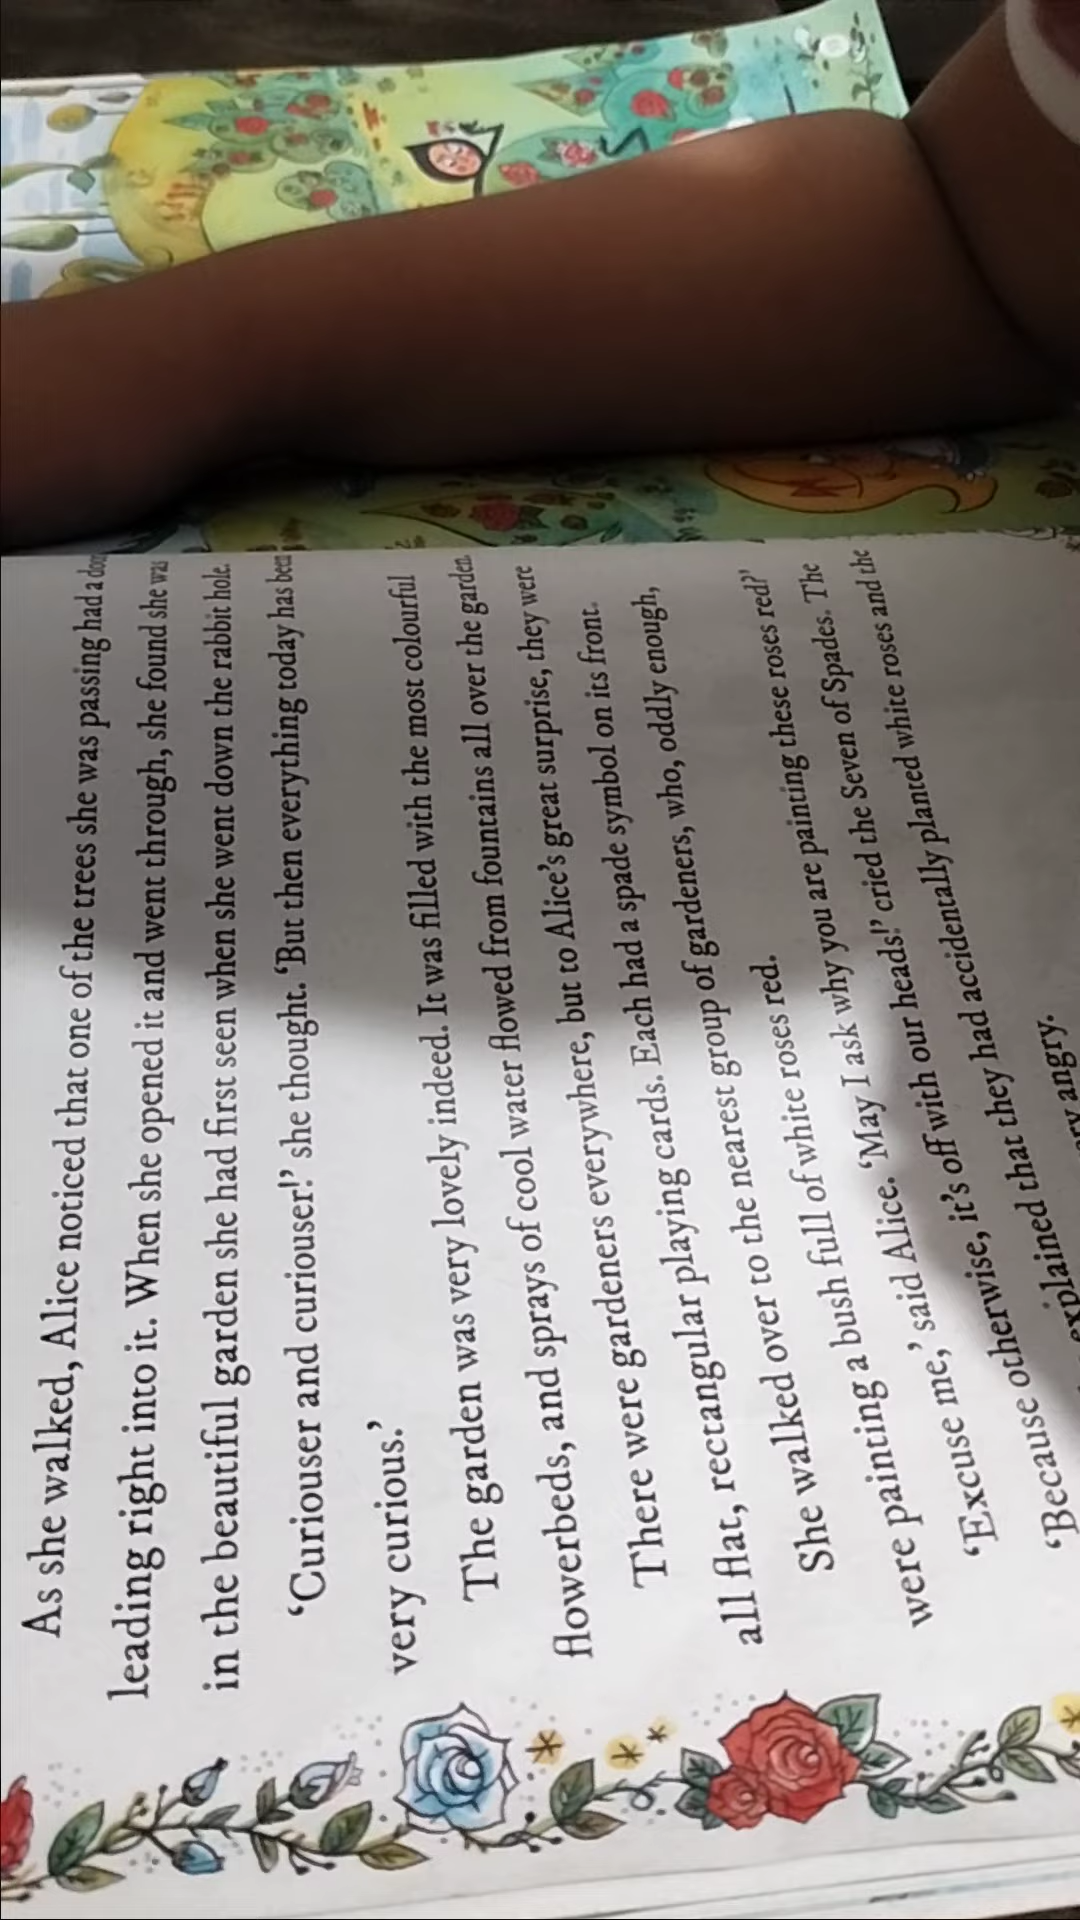 As she walked, Alice noticed that one of the trees she was passing had a door
leading right into it. When she opened it and went through, she found she was
in the beautiful garden she had first seen when she went down the rabbit hole.
‘Curiouser and curiouser!’ she thought. ‘But then everything today has been
very curious.’
The garden was very lovely indeed. It was filled with the most colourful
flowerbeds, and sprays of cool water flowed from fountains all over the garden.
There were gardeners everywhere, but to Alice’s great surprise, they were
all flat, rectangular playing cards. Each had a spade symbol on its front.
She walked over to the nearest group of gardeners, who, oddly enough,
were painting a bush full of white roses red.
‘Excuse me,’ said Alice. ‘May I ask why you are painting these roses red?’
‘Because otherwise, it’s off with our heads!’ cried the Seven of Spades. The
explained that they had accidentally planted white roses and the
angry.